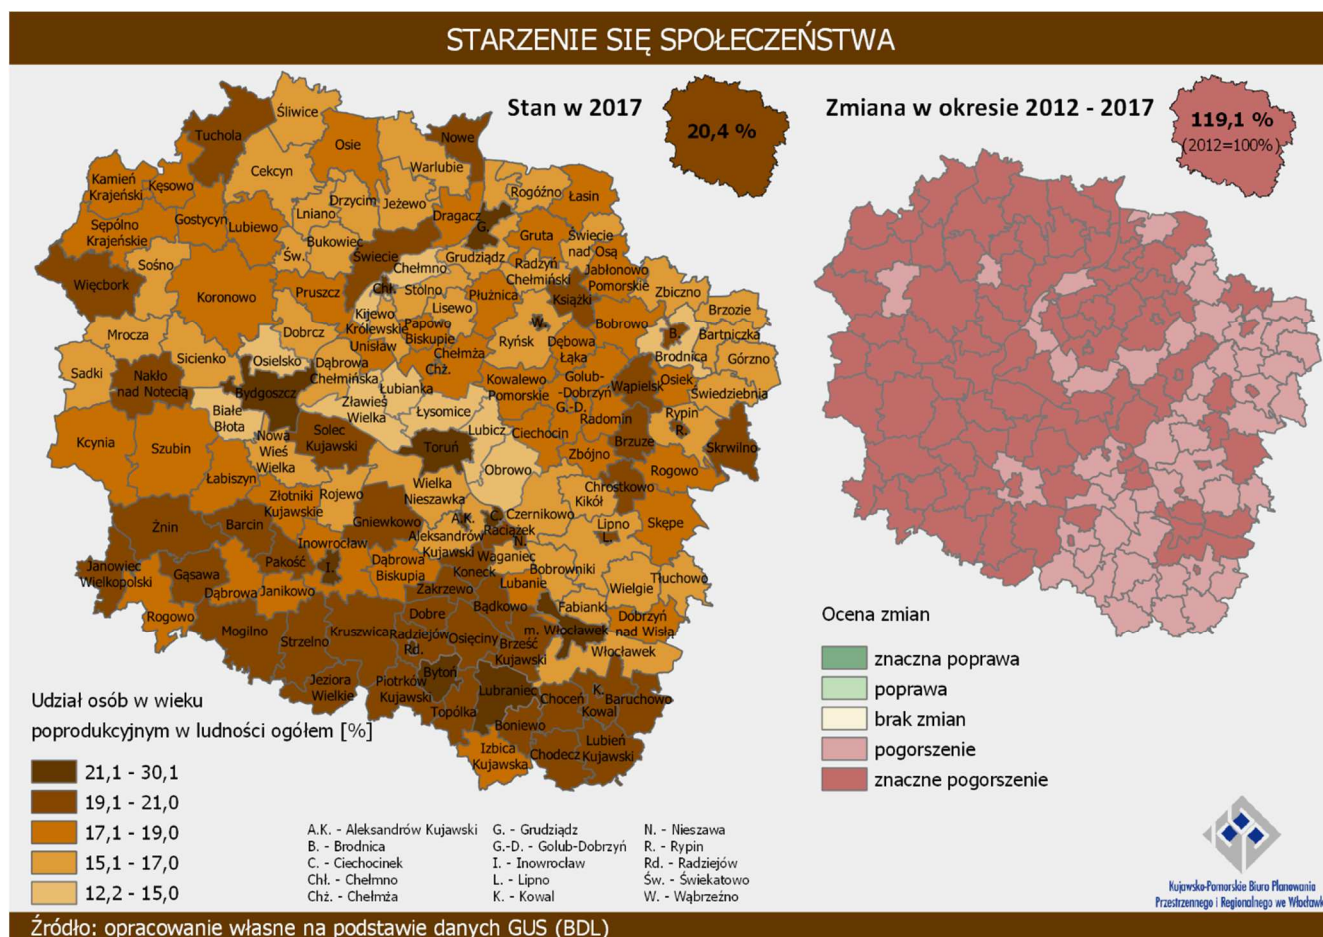 STARZENIE SIĘ SPOŁECZEŃSTWA
Stan w 2017
20,4 %
Zmiana w okresie 2012 - 2017
119,1 %
(2012=100%)
Śliwice
Tuchola
Osie
Nowe
Cekcyn
Warlubie
Kamień
Krajeński
Kęsowo
Rogóźno
Łasin
Drzycim
Jeżewo
Lniano
Gostycyn
Lubiewo
Dragacz
G.
Sępólno
Krajeńskie
Gruta
Świecie
nad Osą
Bukowiec
Św.
Świecie
Grudziądz
Sośno
Chełmno
Radzyń
Chełmiński
Jabłonowo
Pomorskie
Więcbork
Koronowo
Pruszcz
Chł.
Stolno
Płużnica
Książki
Zbiczno
Kijewo
Królewskie
Lisewo
Brzozie
Mrocza
Dobrcz
Papowo
Biskupie
W.
Bobrowo
B.
Bartniczka
Unisław
Ryńsk
Dębowa
Łąka
Brodnica
Górzno
Sicienko
Osielsko
Dąbrowa
Chełmińska
Chełmża
Chż.
Sadki
Nakło
nad Notecią
Bydgoszcz
Łubianka
Kowalewo
Pomorskie
Golub-
-Dobrzyń
G.-D.
Wąpielsk
Osiek
Świedziebnia
Białe
Błota
Zławieś
Wielka
Łysomice
Radomin
Rypin
R.
Kcynia
Szubin
Nowa
Wieś
Wielka
Solec
Kujawski
Toruń
Lubicz
Ciechocin
Brzuze
Skrwilno
Zbójno
Obrowo
Rogowo
Łabiszyn
Wielka
Nieszawka
Chrostkowo
Kikół
Złotniki
Kujawskie
Rojewo
Czernikowo
Skępe
Żnin
Barcin
Gniewkowo
A.K.
C.
Raciążek
Lipno
L.
Inowrocław
Aleksandrów
Kujawski
N.
Janowiec
Wielkopolski
Pakość
I.
Dąbrowa
Biskupia
Waganiec
Gąsawa
Koneck
Bobrowniki
Tłuchowo
Dąbrowa
Janikowo
Zakrzewo
Lubanie
Wielgie
Rogowo
Dobre
Bądkowo
Fabianki
Dobrzyń
nad Wisłą
Mogilno
Strzelno
Kruszwica
Radziejów
Rd.
Osięciny
m. Włocławek
Brześć
Kujawski
Włocławek
Jeziora
Wielkie
Piotrków
Kujawski
Bytoń
Lubraniec
Choceń
K.
Kowal
Baruchowo
Topólka
Boniewo
Izbica
Kujawska
Chodecz
Lubień
Kujawski
Udział osób w wieku
poprodukcyjnym w ludności ogółem [%]
21,1 - 30,1
19,1 - 21,0
17,1 - 19,0
15,1 - 17,0
12,2 - 15,0
A.K. - Aleksandrów Kujawski
B. - Brodnica
C. - Ciechocinek
Chł. - Chełmno
Chż. - Chełmża
G. - Grudziądz
G.-D. - Golub-Dobrzyń
I. - Inowrocław
L. - Lipno
K. - Kowal
N. - Nieszawa
R. - Rypin
Rd. - Radziejów
Św. - Świekatowo
W. - Wąbrzeźno
Ocena zmian
znaczna poprawa
poprawa
brak zmian
pogorszenie
znaczne pogorszenie
Kujawsko-Pomorskie Biuro Planowania
Przestrzennego i Regionalnego we Włocławku
Źródło: opracowanie własne na podstawie danych GUS (BDL)